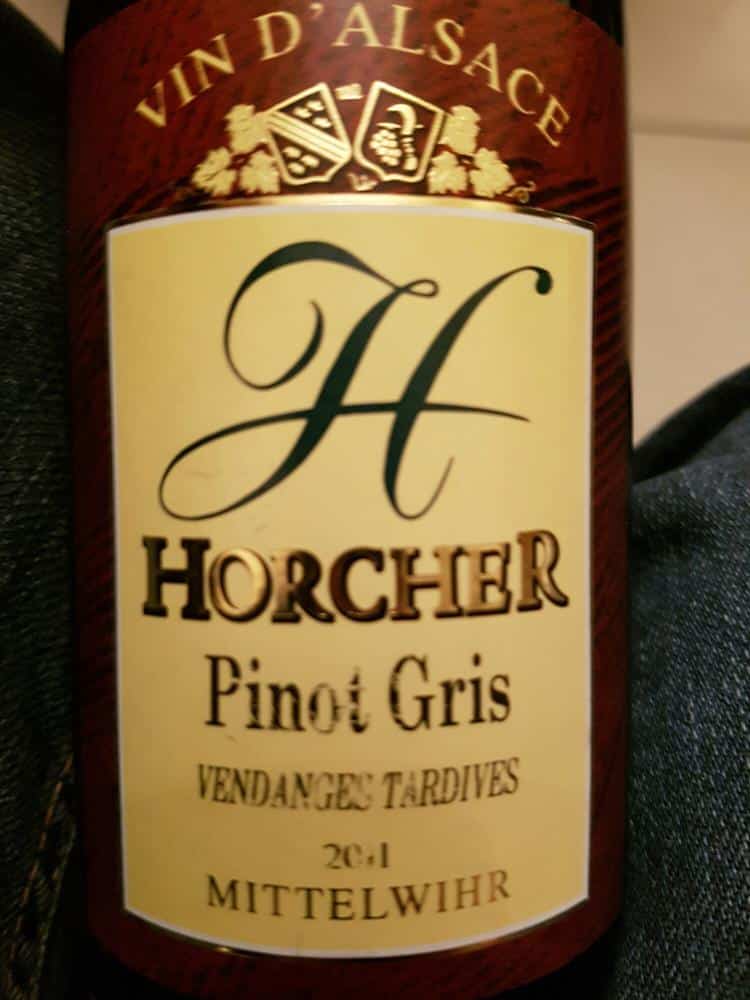 VIN D'ALSACE
H
HORCHER
Pinot Gris
VENDANGES TARDIVES
MITTELWIHR